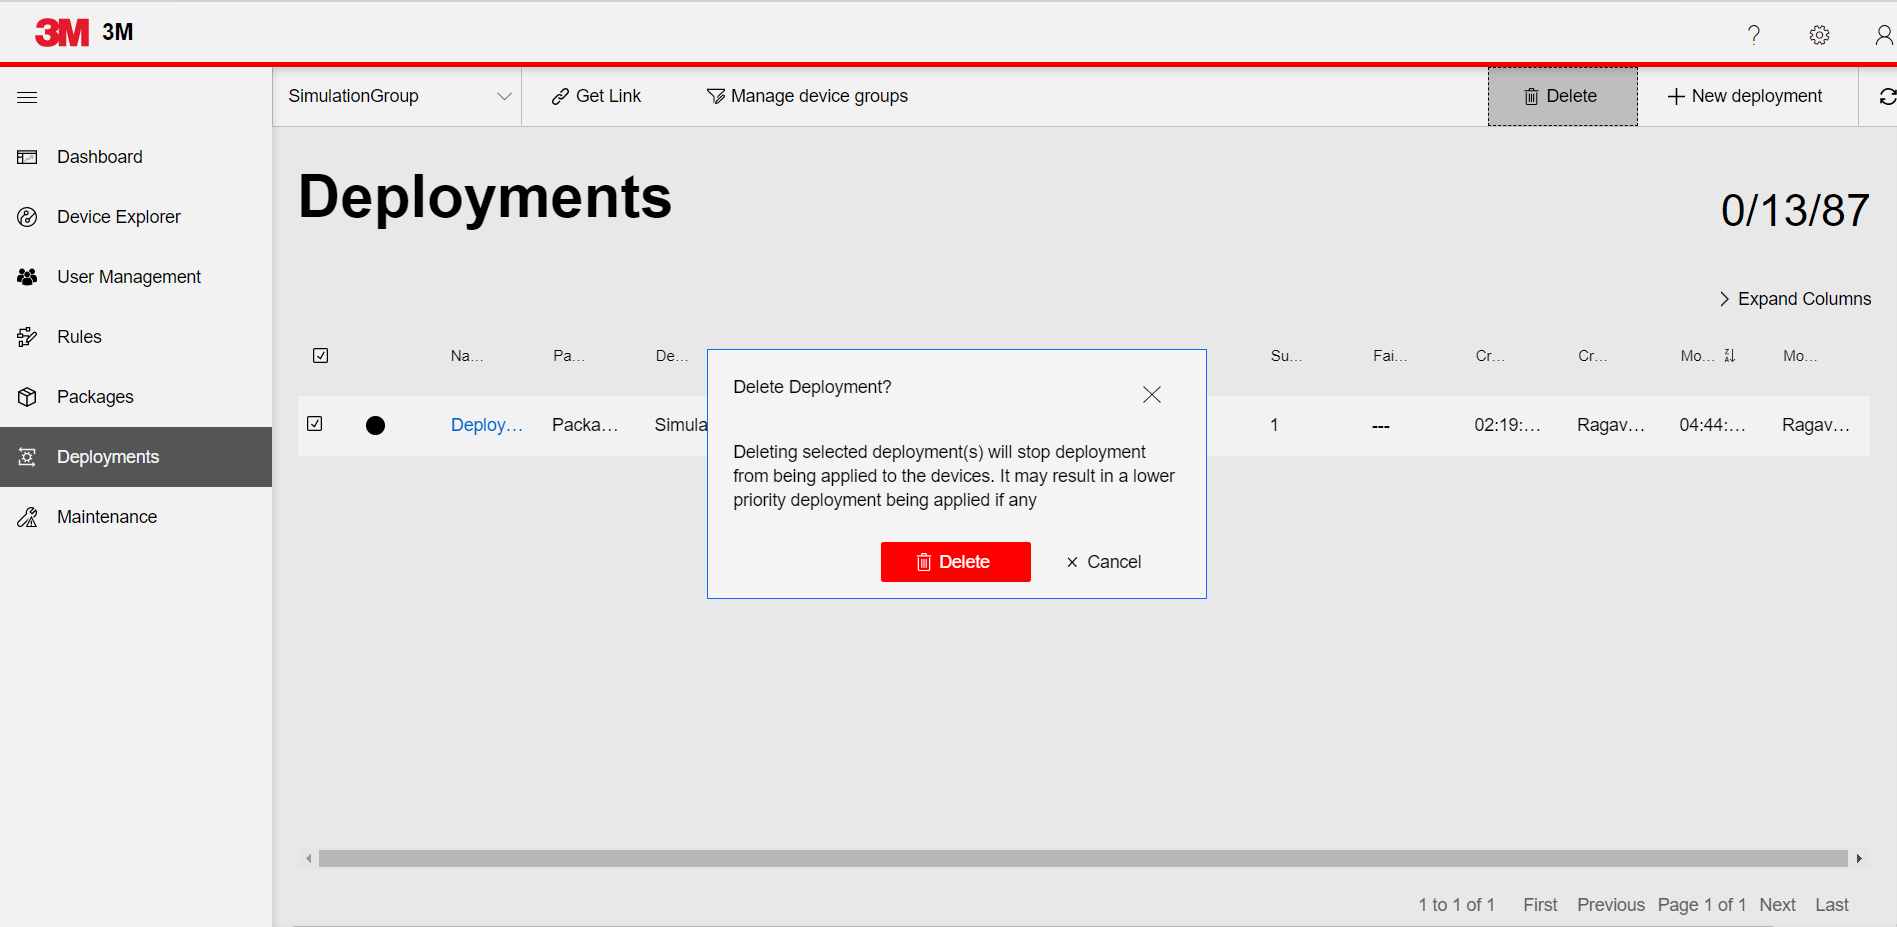 3M 3M
?
SimulationGroup Get Link Manage device groups Delete New deployment
Dashboard
Device Explorer
User Management
Rules
Packages
Deployments
Maintenance
Deployments
0/13/87
Expand Columns
Na... Pa... De... Su... Fai... Cr... Cr... Mo... Mo...
Deploy... Packa... Simula 1 --- 02:19:... Ragav... 04:44:... Ragav...
Delete Deployment?
Deleting selected deployment(s) will stop deployment
from being applied to the devices. It may result in a lower
priority deployment being applied if any
Delete Cancel
1 to 1 of 1 First Previous Page 1 of 1 Next Last